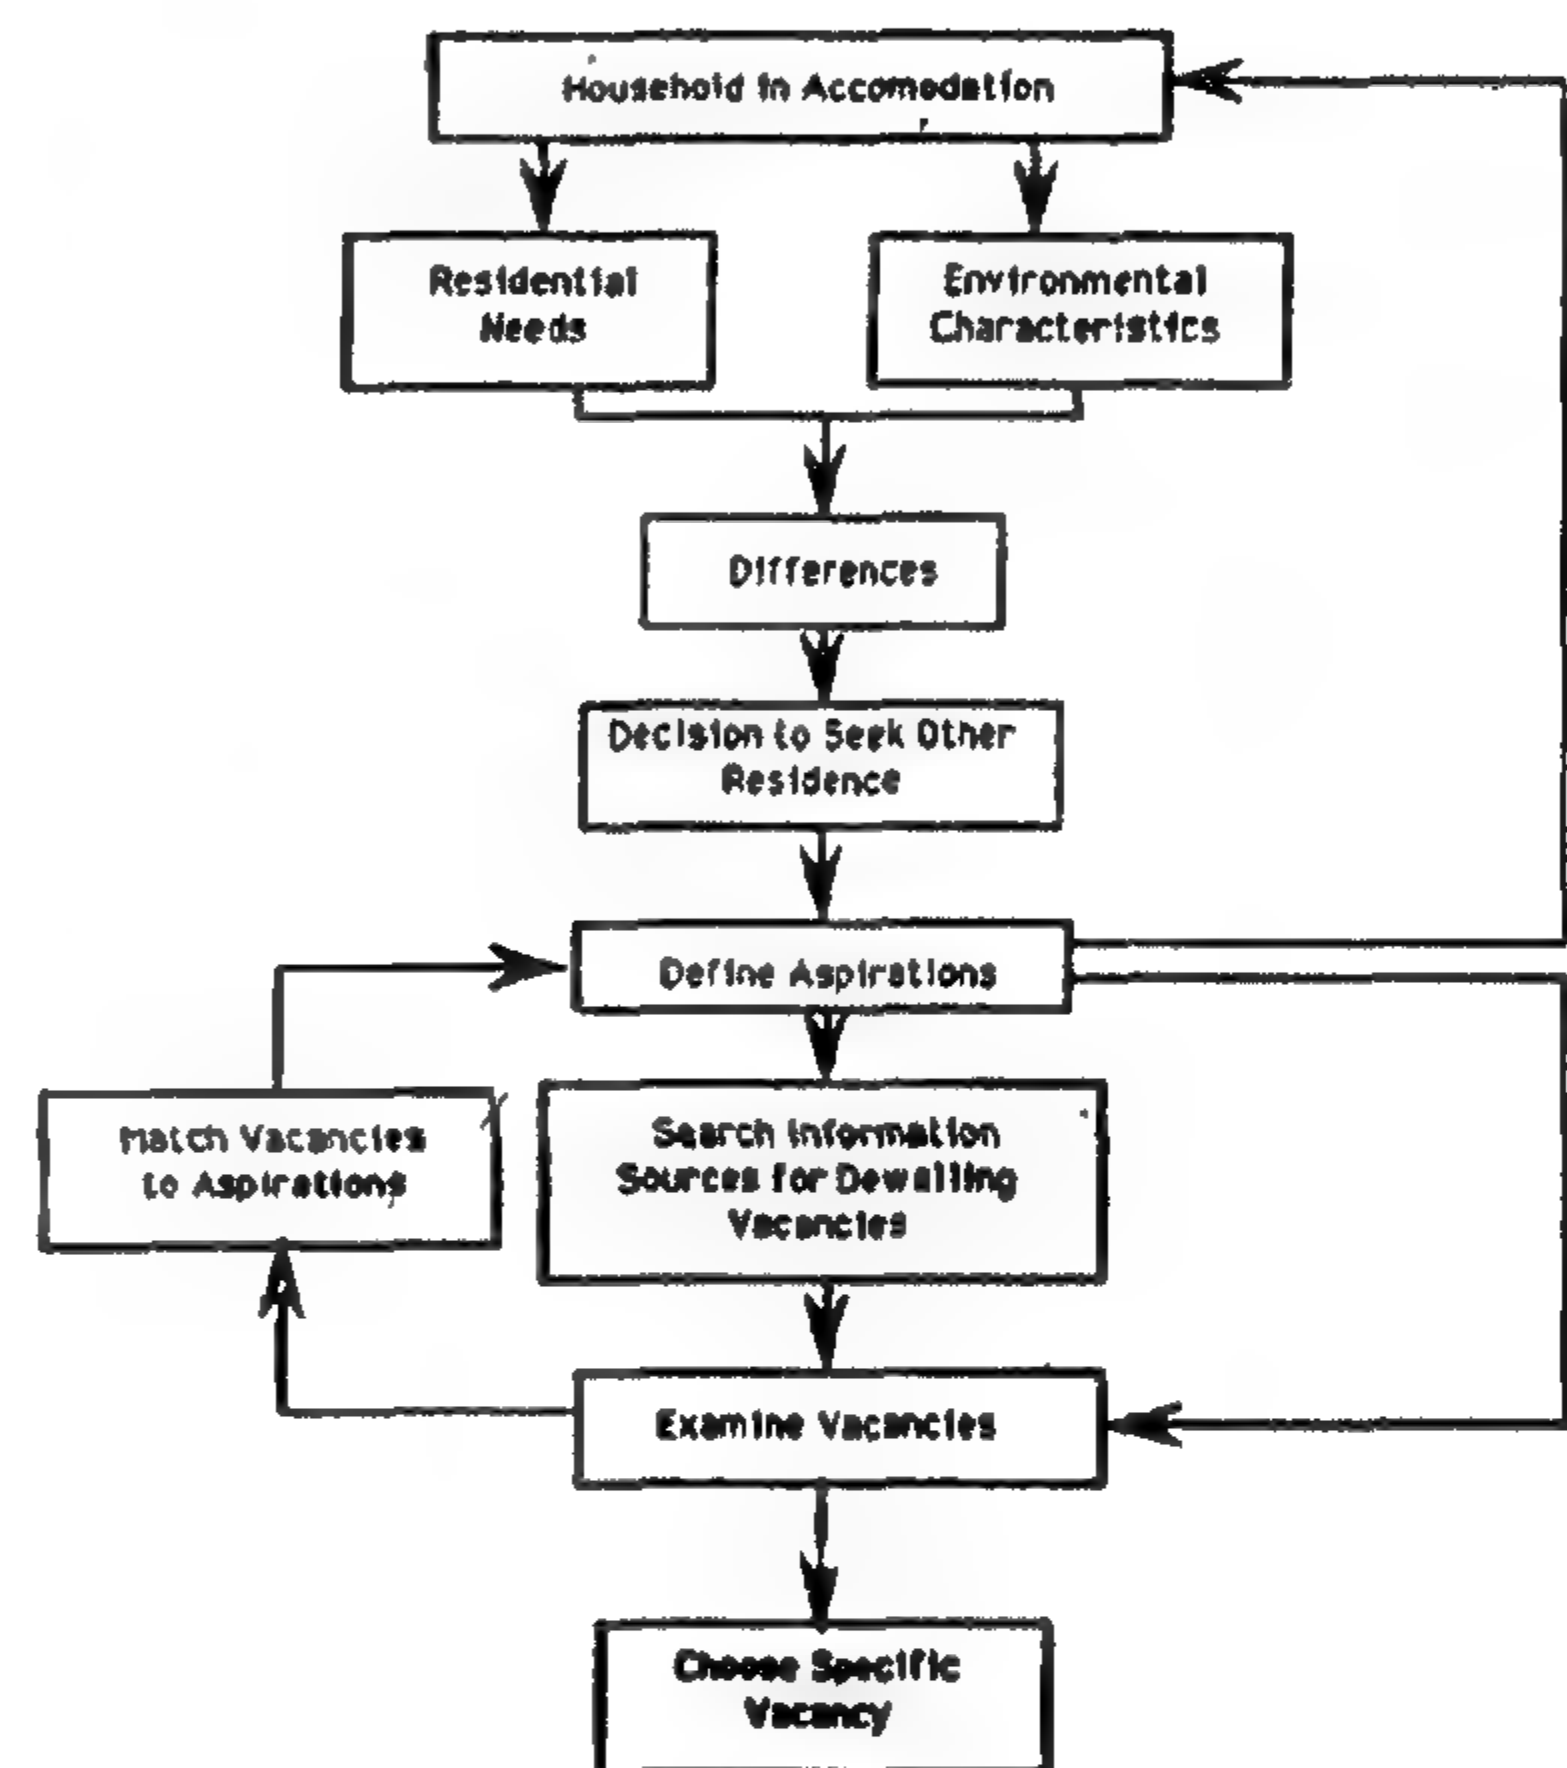 Household in Accomodation
Residential
Needs
Environmental
Characteristics
Differences
Decision to Seek Other
Residence
Define Aspirations
Match Vacancies
to Aspirations
Search Information
Sources for Dewalling
Vacancies
Examine Vacancies
Choose Specific
Vacancy